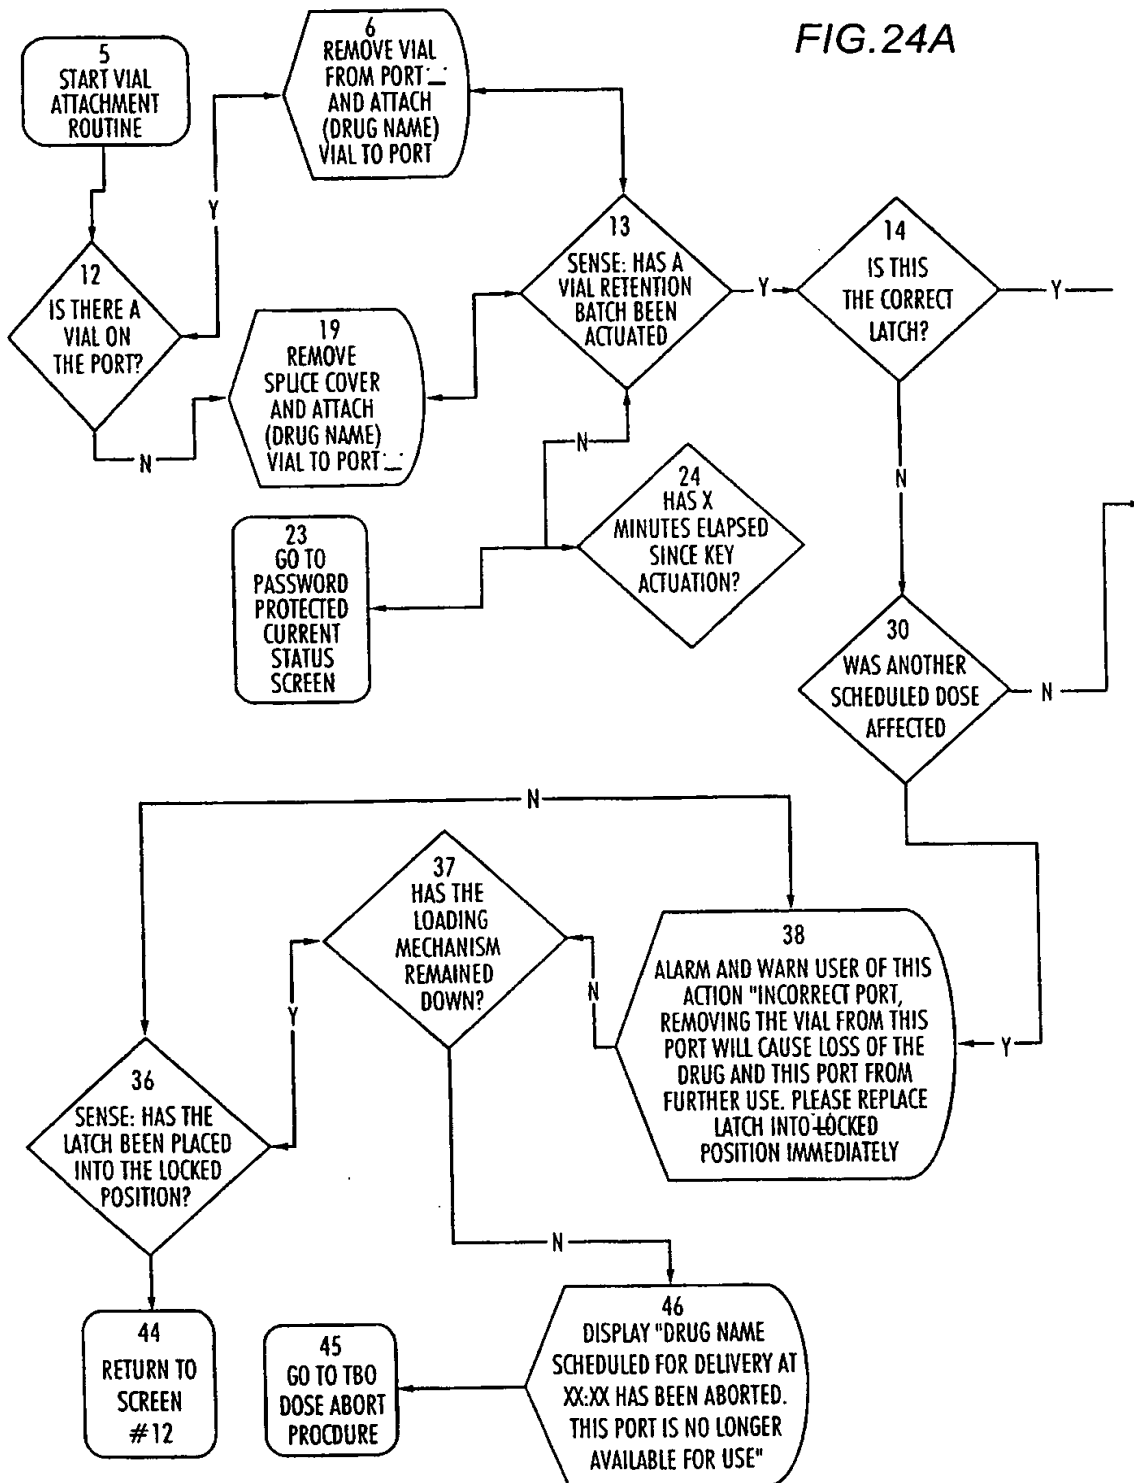 FIG.24A
5
START VIAL
ATTACHMENT
ROUTINE
6
REMOVE VIAL
FROM PORT:_:
AND ATTACH
(DRUG NAME)
VIAL TO PORT
Y
12
IS THERE A
VIAL ON
THE PORT?
N
19
REMOVE
SPLICE COVER
AND ATTACH
(DRUG NAME)
VIAL TO PORT:_:
13
SENSE: HAS A
VIAL RETENTION
BATCH BEEN
ACTUATED
Y
14
IS THIS
THE CORRECT
LATCH?
Y
N
N
24
HAS X
MINUTES ELAPSED
SINCE KEY
ACTUATION?
23
GO TO
PASSWORD
PROTECTED
CURRENT
STATUS
SCREEN
30
WAS ANOTHER
SCHEDULED DOSE
AFFECTED
N
N
37
HAS THE
LOADING
MECHANISM
REMAINED
DOWN?
Y
N
38
ALARM AND WARN USER OF THIS
ACTION "INCORRECT PORT,
REMOVING THE VIAL FROM THIS
PORT WILL CAUSE LOSS OF THE
DRUG AND THIS PORT FROM
FURTHER USE. PLEASE REPLACE
LATCH INTO LOCKED
POSITION IMMEDIATELY
Y
36
SENSE: HAS THE
LATCH BEEN PLACED
INTO THE LOCKED
POSITION?
N
44
RETURN TO
SCREEN
#12
45
GO TO TBO
DOSE ABORT
PROCDURE
46
DISPLAY "DRUG NAME
SCHEDULED FOR DELIVERY AT
XX:XX HAS BEEN ABORTED.
THIS PORT IS NO LONGER
AVAILABLE FOR USE"